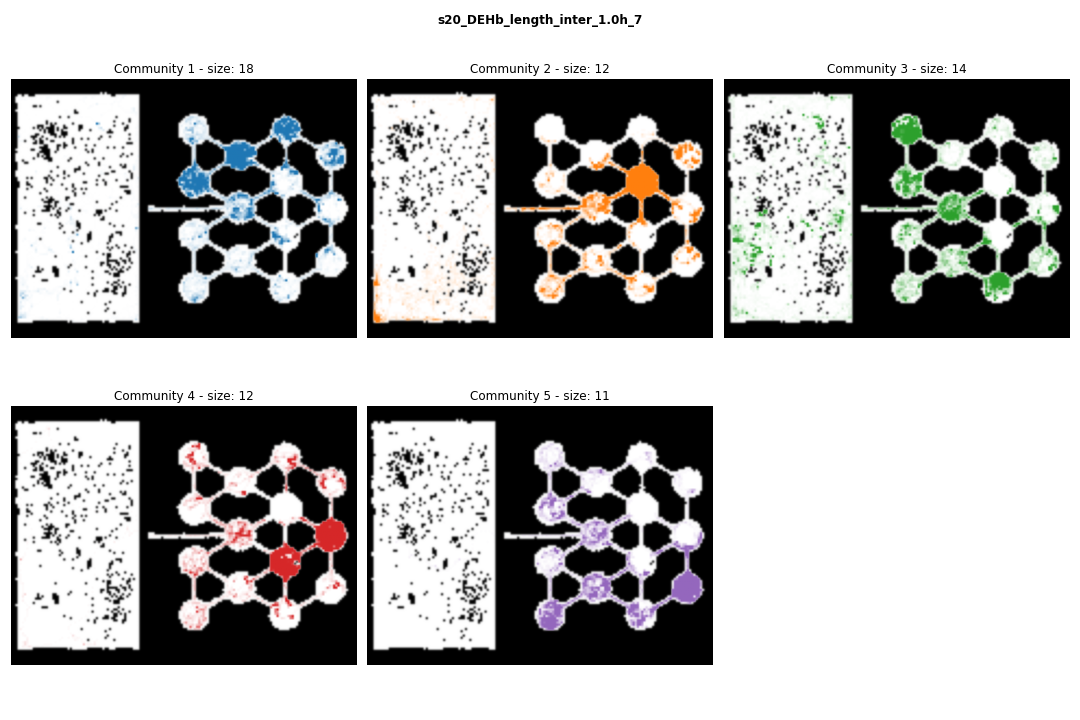 s20_DEHb_length_inter_1.0h_7
Community 1 - size: 18
Community 2 - size: 12
Community 3 - size: 14
Community 4 - size: 12
Community 5 - size: 11